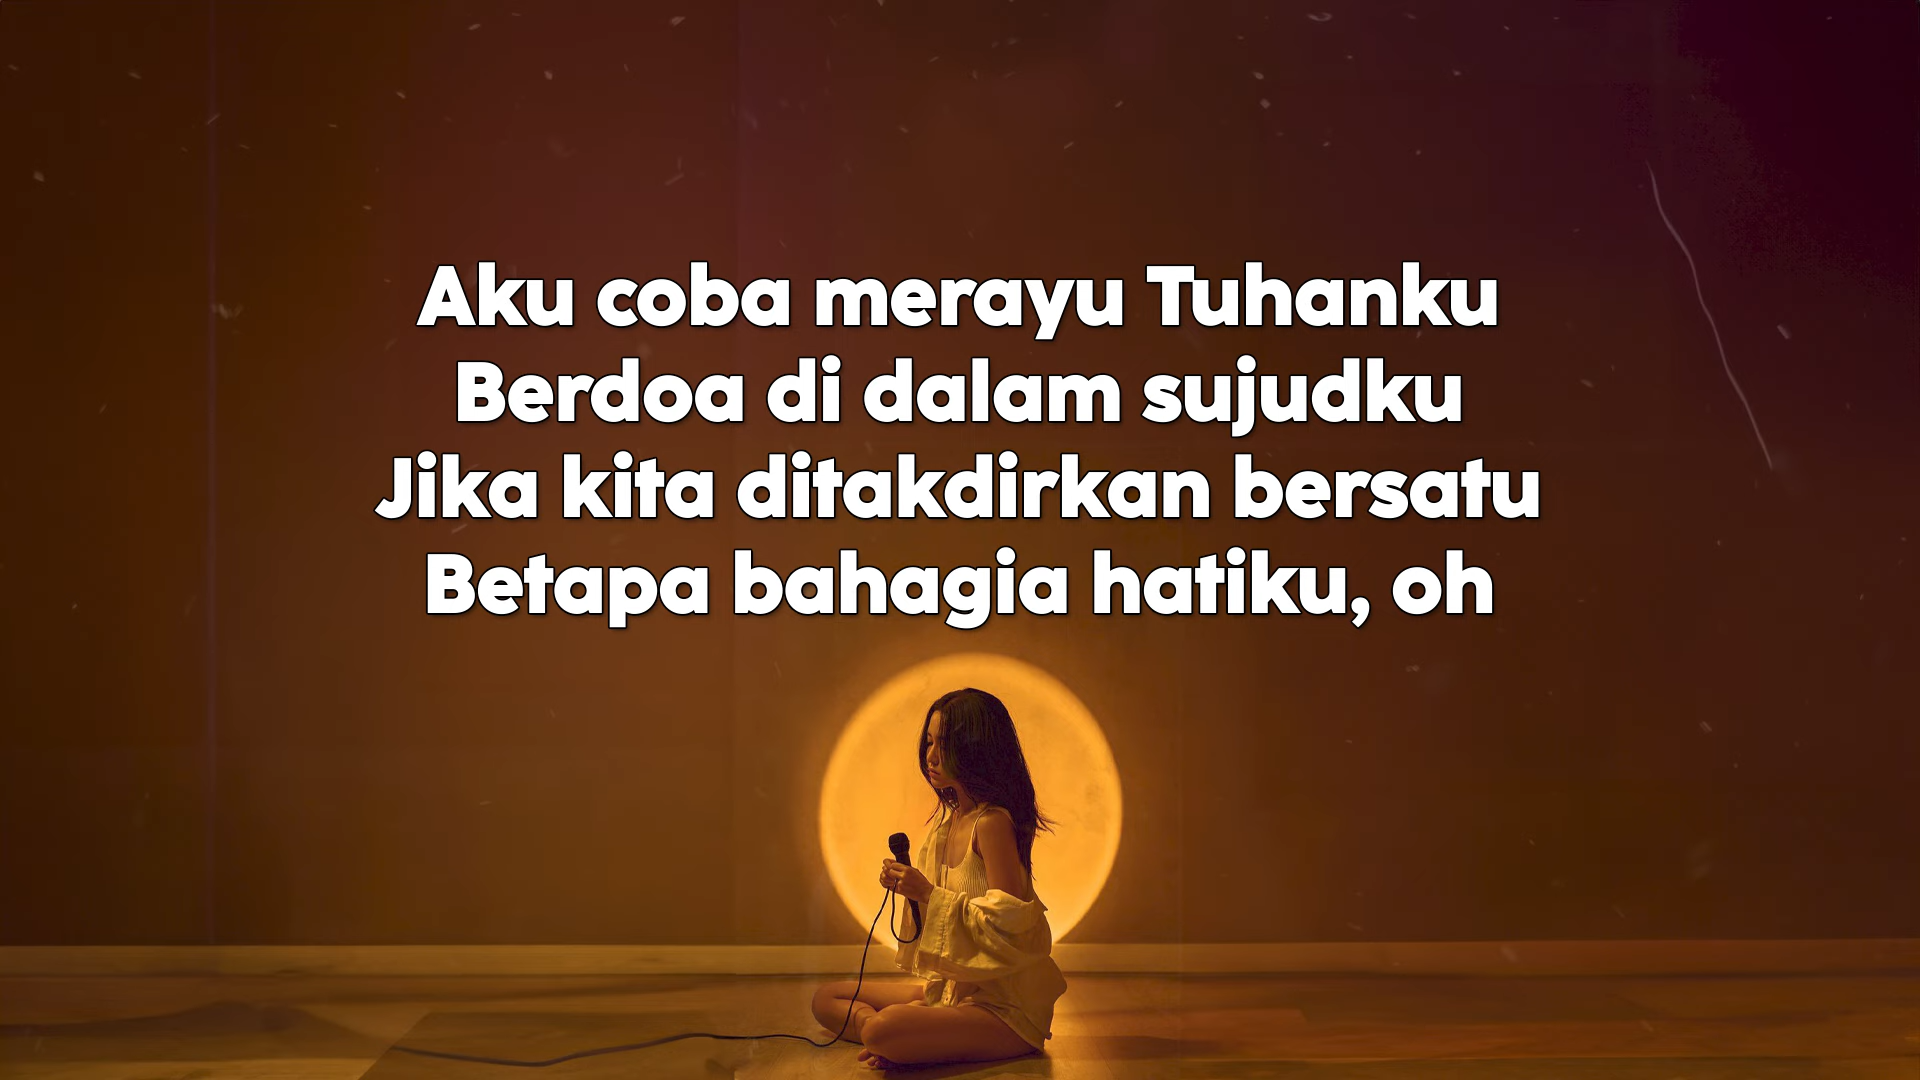 Aku coba merayu Tuhanku
Berdoa di dalam sujudku
Jika kita ditakdirkan bersatu
Betapa bahagia hatiku, oh